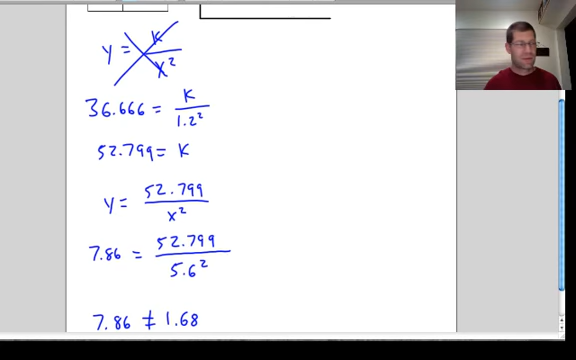 y = K / x²
36.666 = K / 1.2²
52.799 = K
y = 52.799 / x²
7.86 = 52.799 / 5.6²
7.86 ≠ 1.68